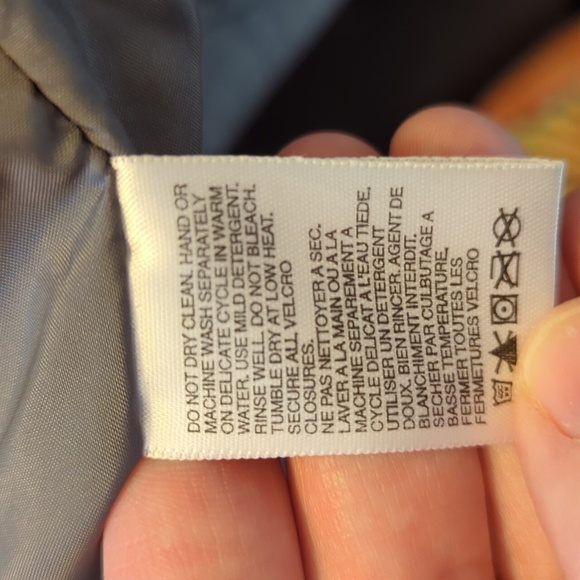 DO NOT DRY CLEAN. HAND OR
MACHINE WASH SEPARATELY
ON DELICATE CYCLE IN WARM
WATER. USE MILD DETERGENT.
RINSE WELL. DO NOT BLEACH.
TUMBLE DRY AT LOW HEAT.
SECURE ALL VELCRO
CLOSURES.
NE PAS NETTOYER A SEC.
LAVER A LA MAIN OU A LA
MACHINE SEPAREMENT A
CYCLE DELICAT A L'EAU TIEDE.
UTILISER UN DETERGENT
DOUX. BIEN RINCER. AGENT DE
BLANCHIMENT INTERDIT.
SECHER PAR CULBUTAGE A
BASSE TEMPERATURE.
FERMER TOUTES LES
FERMETURES VELCRO